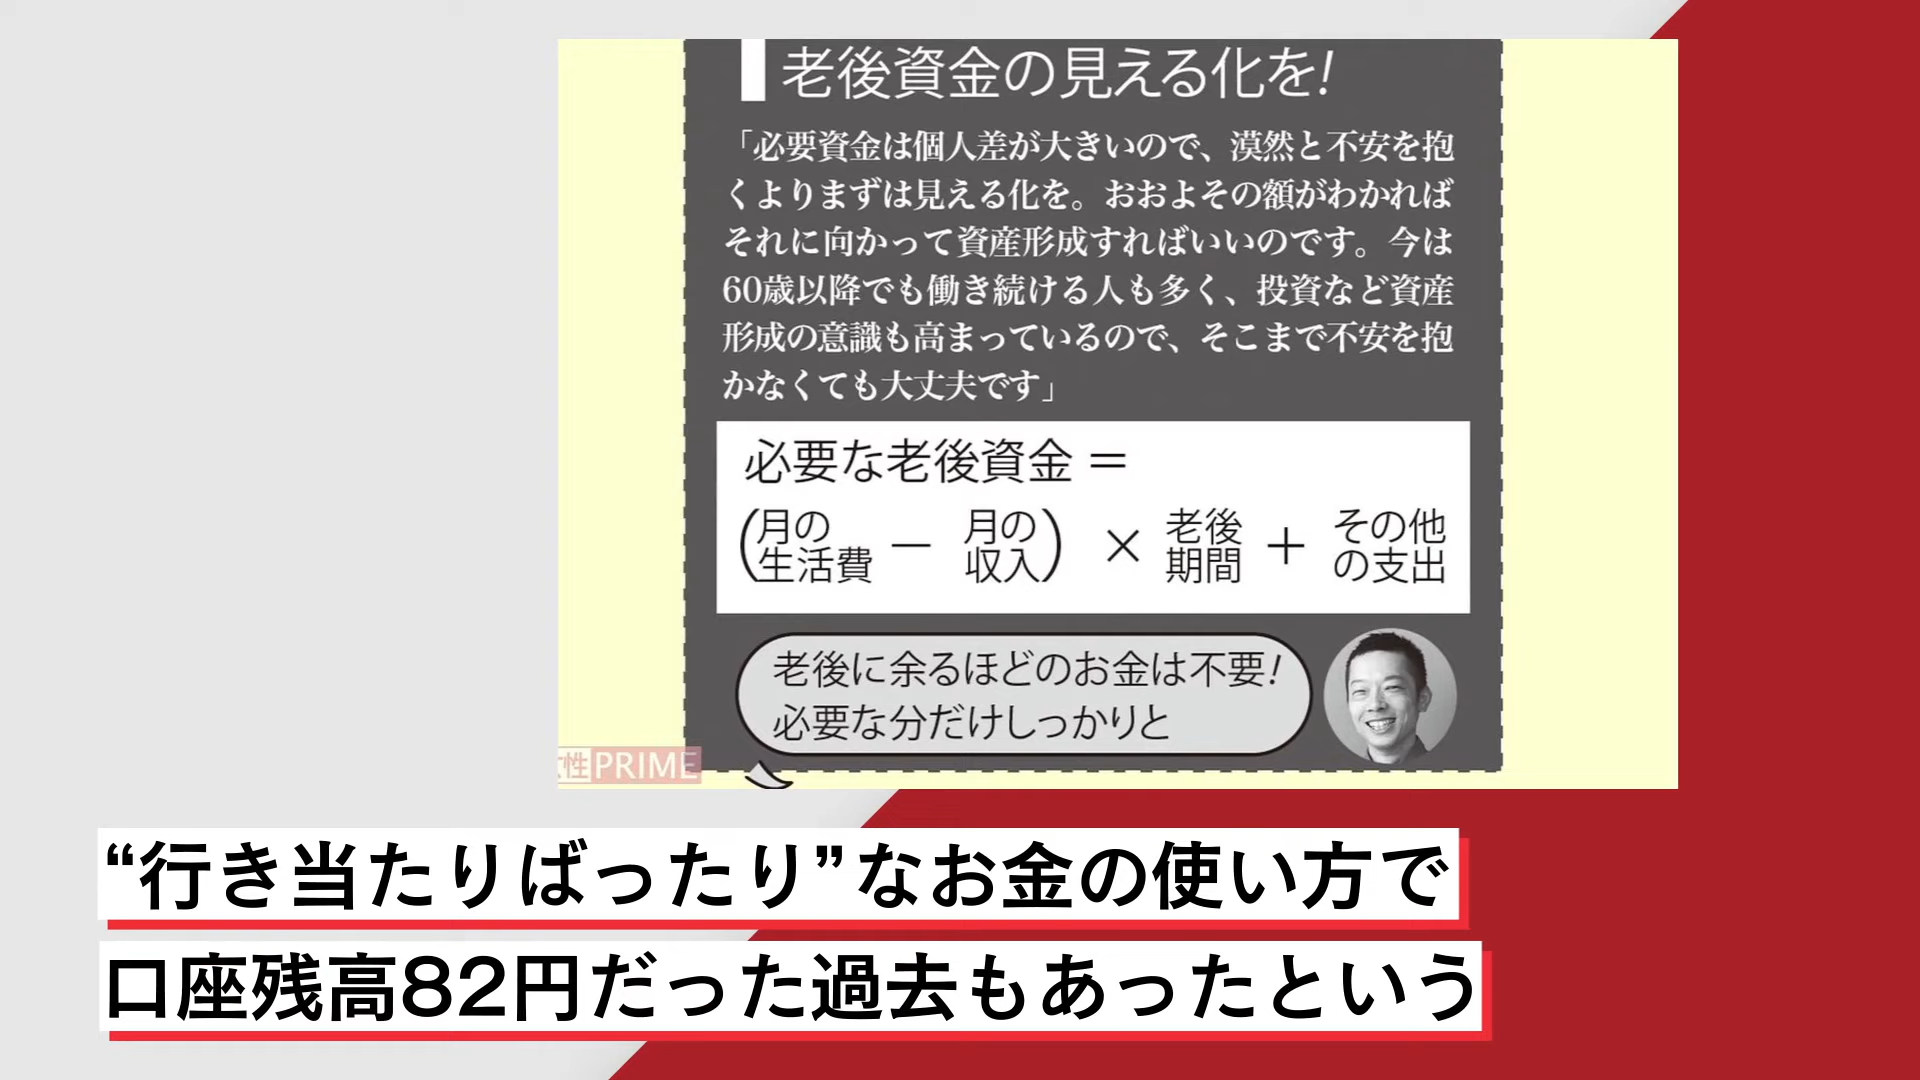 老後資金の見える化を!
「必要資金は個人差が大きいので、漠然と不安を抱
くよりまずは見える化を。おおよその額がわかれば
それに向かって資産形成すればいいのです。今は
60歳以降でも働き続ける人も多く、投資など資産
形成の意識も高まっているので、そこまで不安を抱
かなくても大丈夫です」
必要な老後資金＝
(月の生活費 － 月の収入) × 老後期間 ＋ その他の支出
老後に余るほどのお金は不要!
必要な分だけしっかりと
性PRIME
“行き当たりばったり”なお金の使い方で
口座残高82円だった過去もあったという